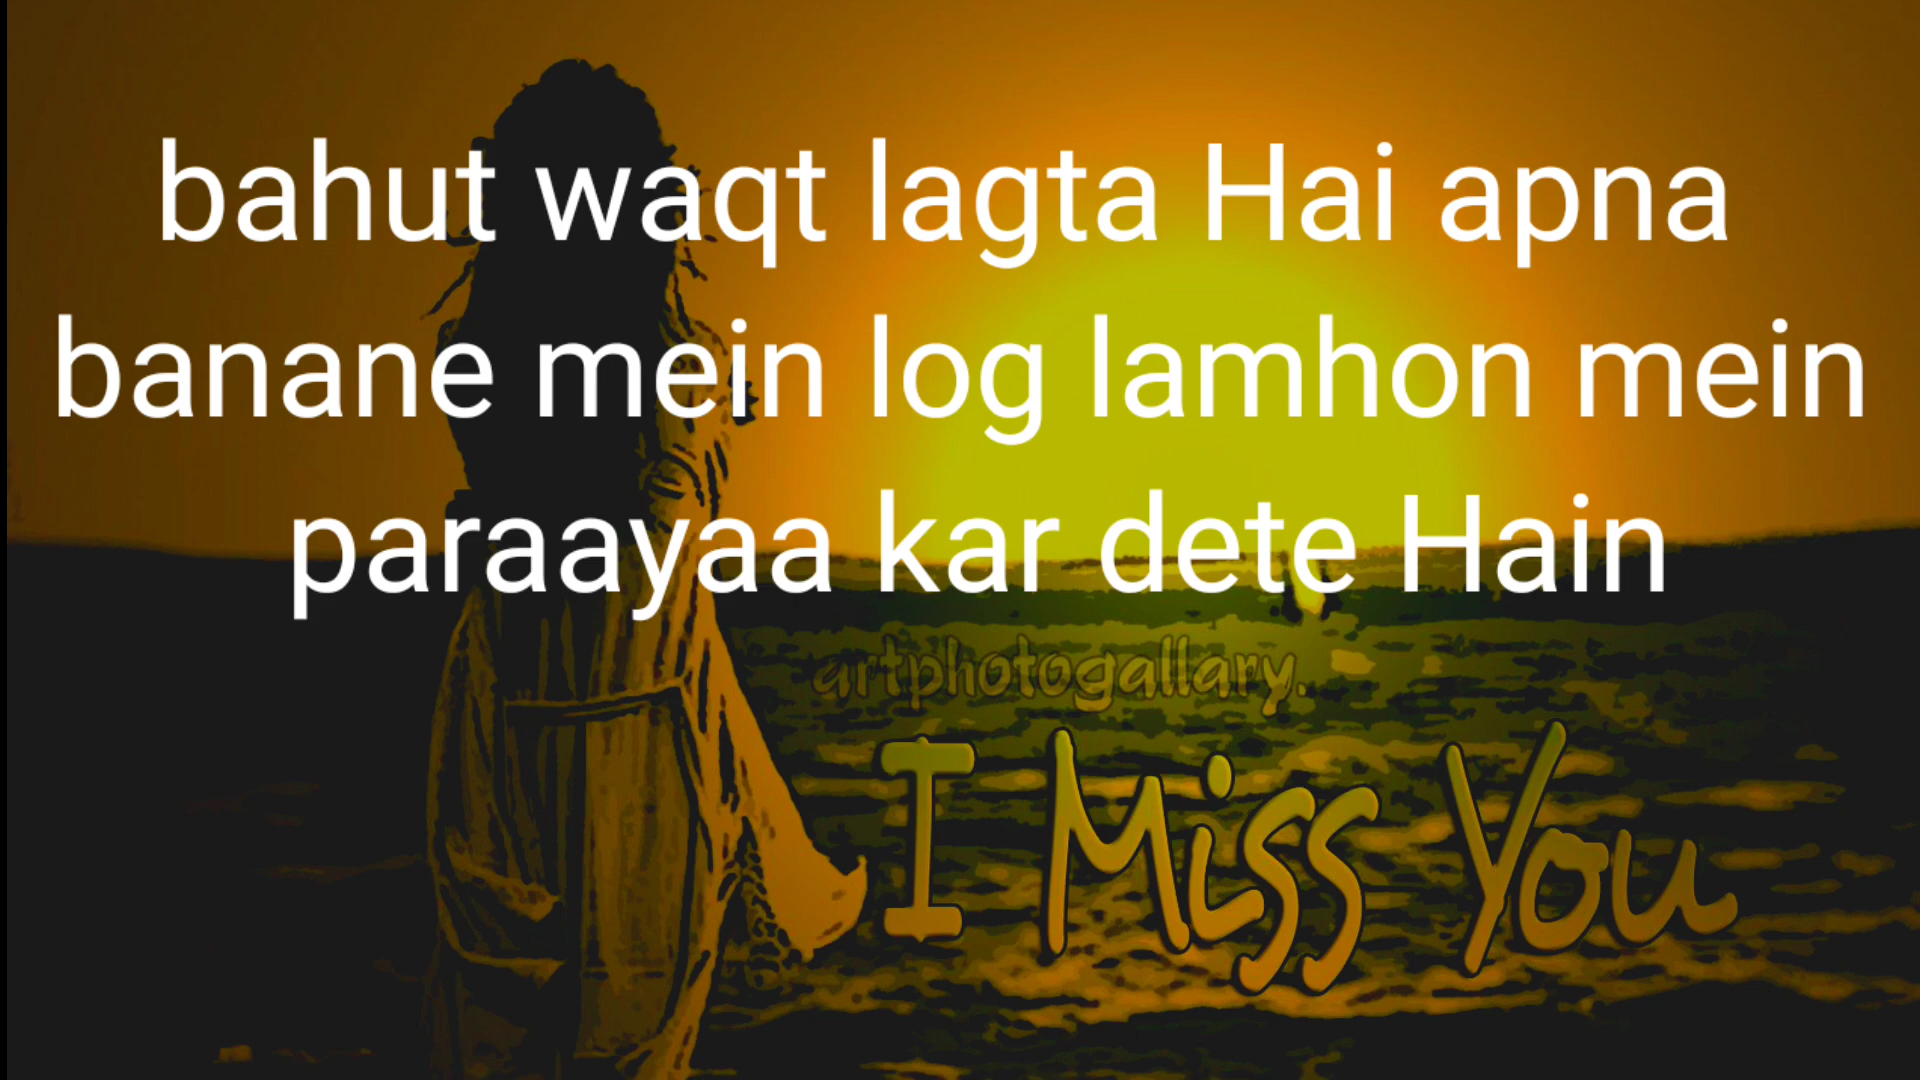 bahut waqt lagta Hai apna
banane mein log lamhon mein
paraayaa kar dete Hain
artphotogallary.
I Miss You